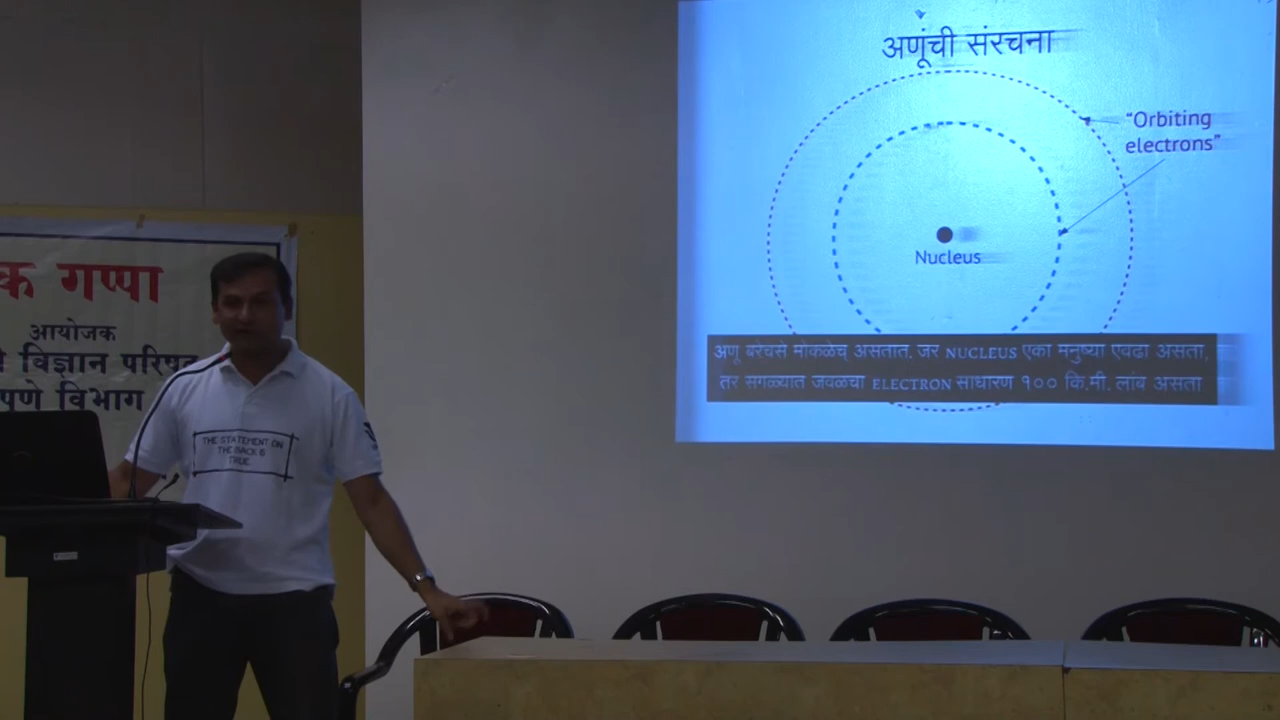 अणूंची संरचना
“Orbiting
electrons”
Nucleus
अणू बरेचसे मोकळेच असतात. जर NUCLEUS एका मनुष्या एवढा असता,
तर सगळ्यात जवळचा ELECTRON साधारण १०० कि.मी. लांब असता
गप्पा
आयोजक
विज्ञान परिषद
पुणे विभाग
THE STATEMENT ON
THE BACK IS
TRUE